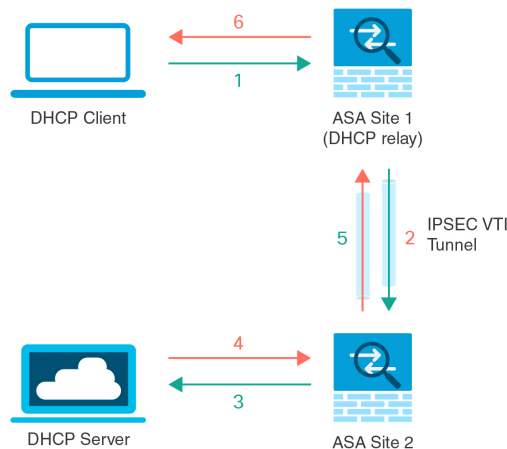 6
1
DHCP Client
ASA Site 1
(DHCP relay)
5
2
IPSEC VTI
Tunnel
4
3
DHCP Server
ASA Site 2